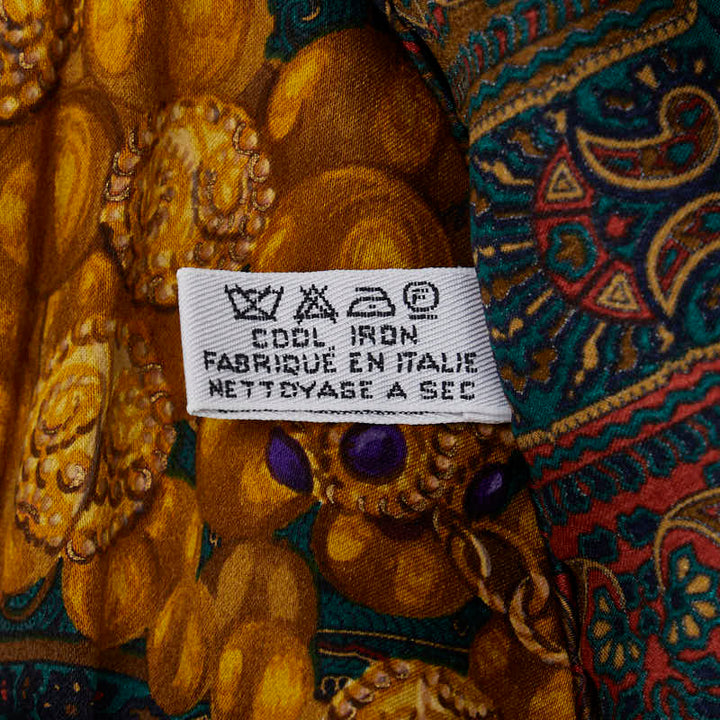 COOL IRON
FABRIQUÉ EN ITALIE
NETTOYAGE A SEC